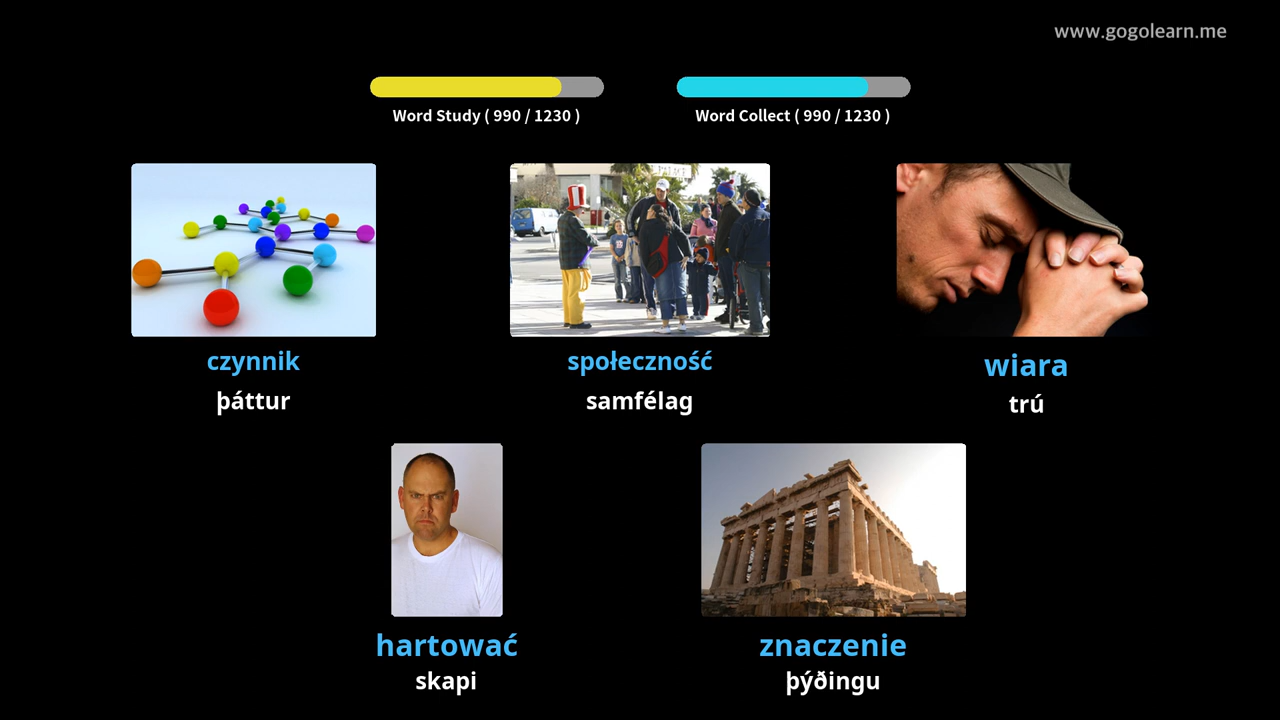 www.gogolearn.me
Word Study ( 990 / 1230 )
Word Collect ( 990 / 1230 )
czynnik
þáttur
społeczność
samfélag
wiara
trú
hartować
skapi
znaczenie
þýðingu